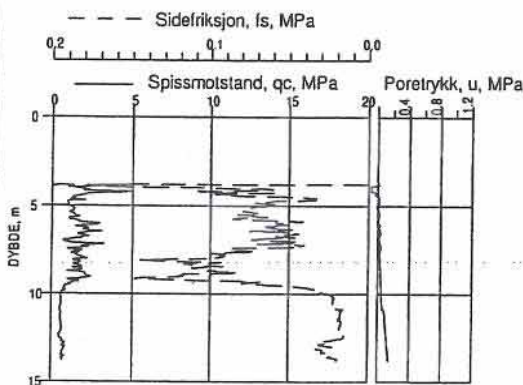 Sidefriksjon, fs, MPa
0,2 0,1 0,0
Spissmotstand, qc, MPa Poretrykk, u, MPa
0 5 10 15 20 0,4 0,8 1,2
0
5
10
15
DYBDE, m